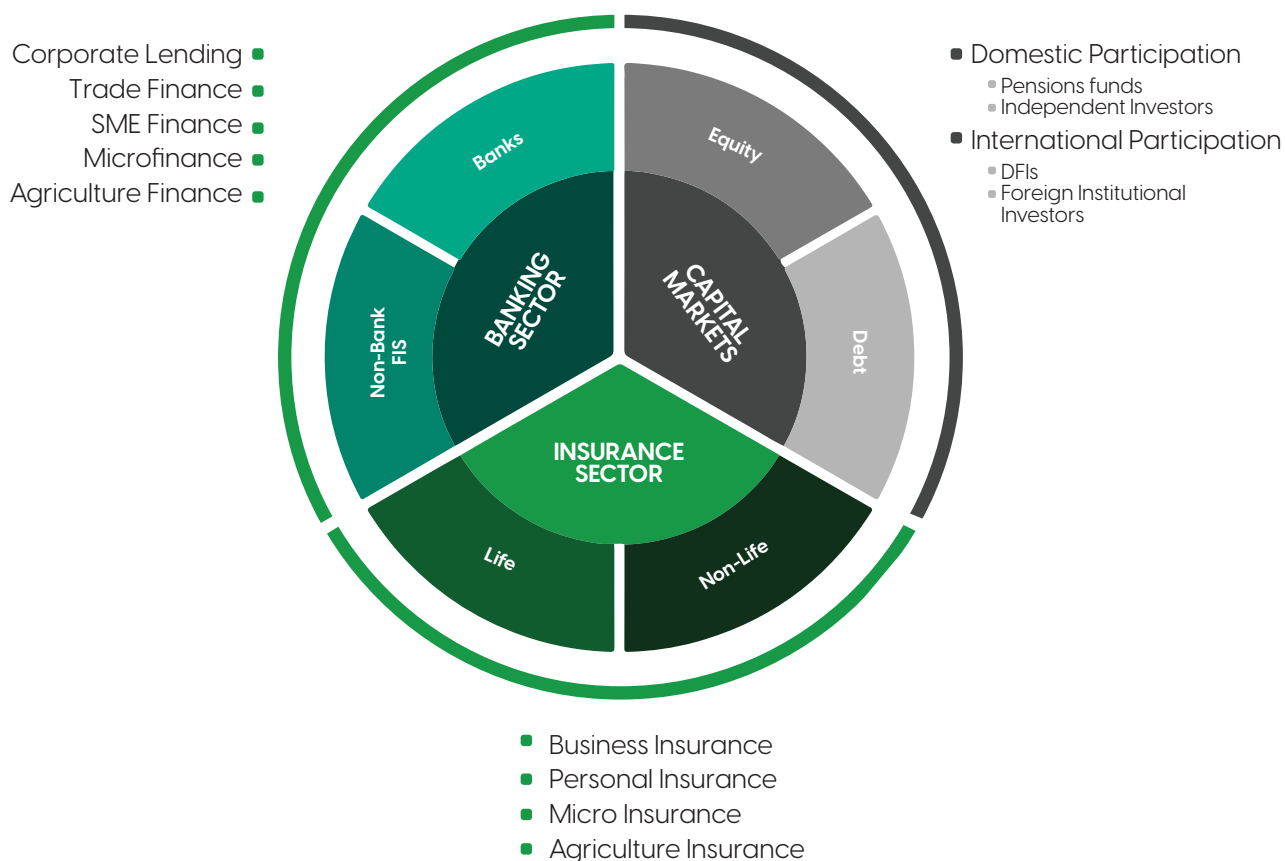 Corporate Lending
Trade Finance
SME Finance
Microfinance
Agriculture Finance
Domestic Participation
Pensions funds
Independent Investors
International Participation
DFIs
Foreign Institutional
Investors
Banks
Equity
Non-Bank
FIS
BANKING
SECTOR
CAPITAL
MARKETS
Debt
INSURANCE
SECTOR
Life
Non-Life
Business Insurance
Personal Insurance
Micro Insurance
Agriculture Insurance